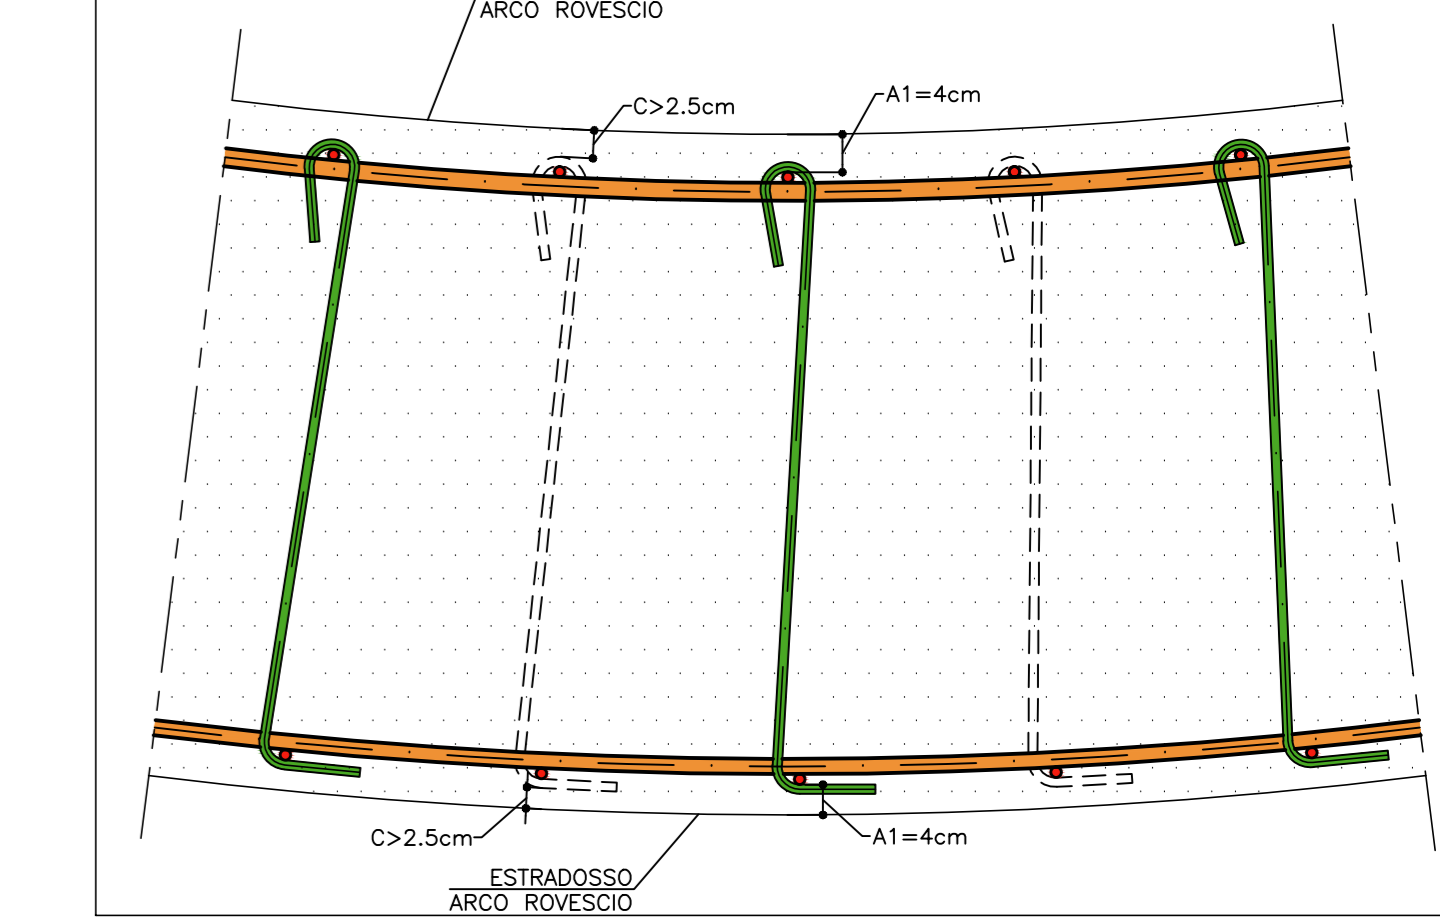 ARCO ROVESCIO
C>2.5cm
A1=4cm
C>2.5cm
A1=4cm
ESTRADOSSO
ARCO ROVESCIO